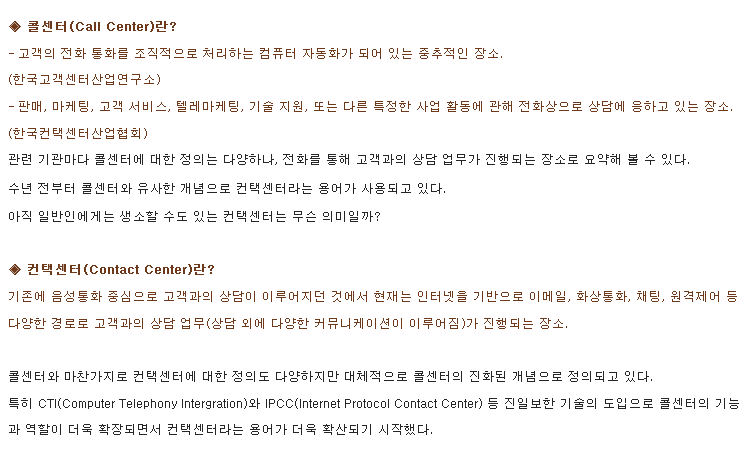 ◈ 콜센터(Call Center)란?
- 고객의 전화 통화를 조직적으로 처리하는 컴퓨터 자동화가 되어 있는 중추적인 장소.
(한국고객센터산업연구소)
- 판매, 마케팅, 고객 서비스, 텔레마케팅, 기술 지원, 또는 다른 특정한 사업 활동에 관해 전화상으로 상담에 응하고 있는 장소.
(한국컨택센터산업협회)
관련 기관마다 콜센터에 대한 정의는 다양하나, 전화를 통해 고객과의 상담 업무가 진행되는 장소로 요약해 볼 수 있다.
수년 전부터 콜센터와 유사한 개념으로 컨택센터라는 용어가 사용되고 있다.
아직 일반인에게는 생소할 수도 있는 컨택센터는 무슨 의미일까?
◈ 컨택센터(Contact Center)란?
기존에 음성통화 중심으로 고객과의 상담이 이루어지던 것에서 현재는 인터넷을 기반으로 이메일, 화상통화, 채팅, 원격제어 등
다양한 경로로 고객과의 상담 업무(상담 외에 다양한 커뮤니케이션이 이루어짐)가 진행되는 장소.
콜센터와 마찬가지로 컨택센터에 대한 정의도 다양하지만 대체적으로 콜센터의 진화된 개념으로 정의되고 있다.
특히 CTI(Computer Telephony Intergration)와 IPCC(Internet Protocol Contact Center) 등 진일보한 기술의 도입으로 콜센터의 기능
과 역할이 더욱 확장되면서 컨택센터라는 용어가 더욱 확산되기 시작했다.